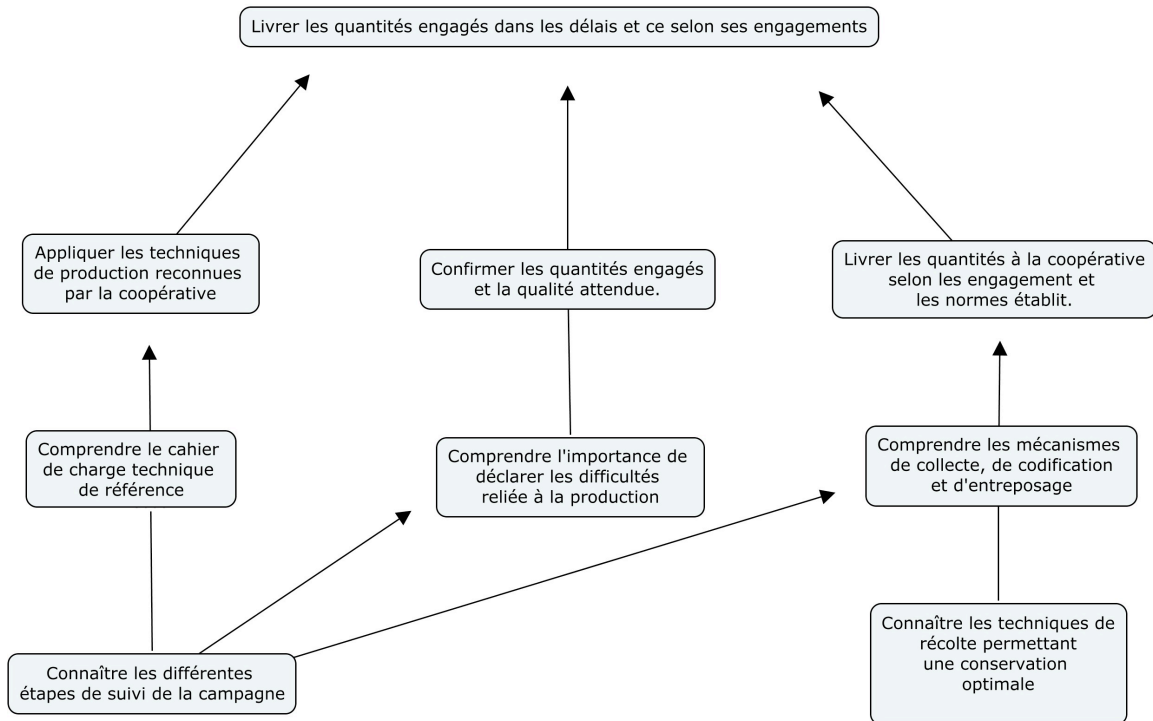 Livrer les quantités engagés dans les délais et ce selon ses engagements
Appliquer les techniques
de production reconnues
par la coopérative
Confirmer les quantités engagés
et la qualité attendue.
Livrer les quantités à la coopérative
selon les engagement et
les normes établit.
Comprendre le cahier
de charge technique
de référence
Comprendre l'importance de
déclarer les difficultés
reliée à la production
Comprendre les mécanismes
de collecte, de codification
et d'entreposage
Connaître les différentes
étapes de suivi de la campagne
Connaître les techniques de
récolte permettant
une conservation
optimale